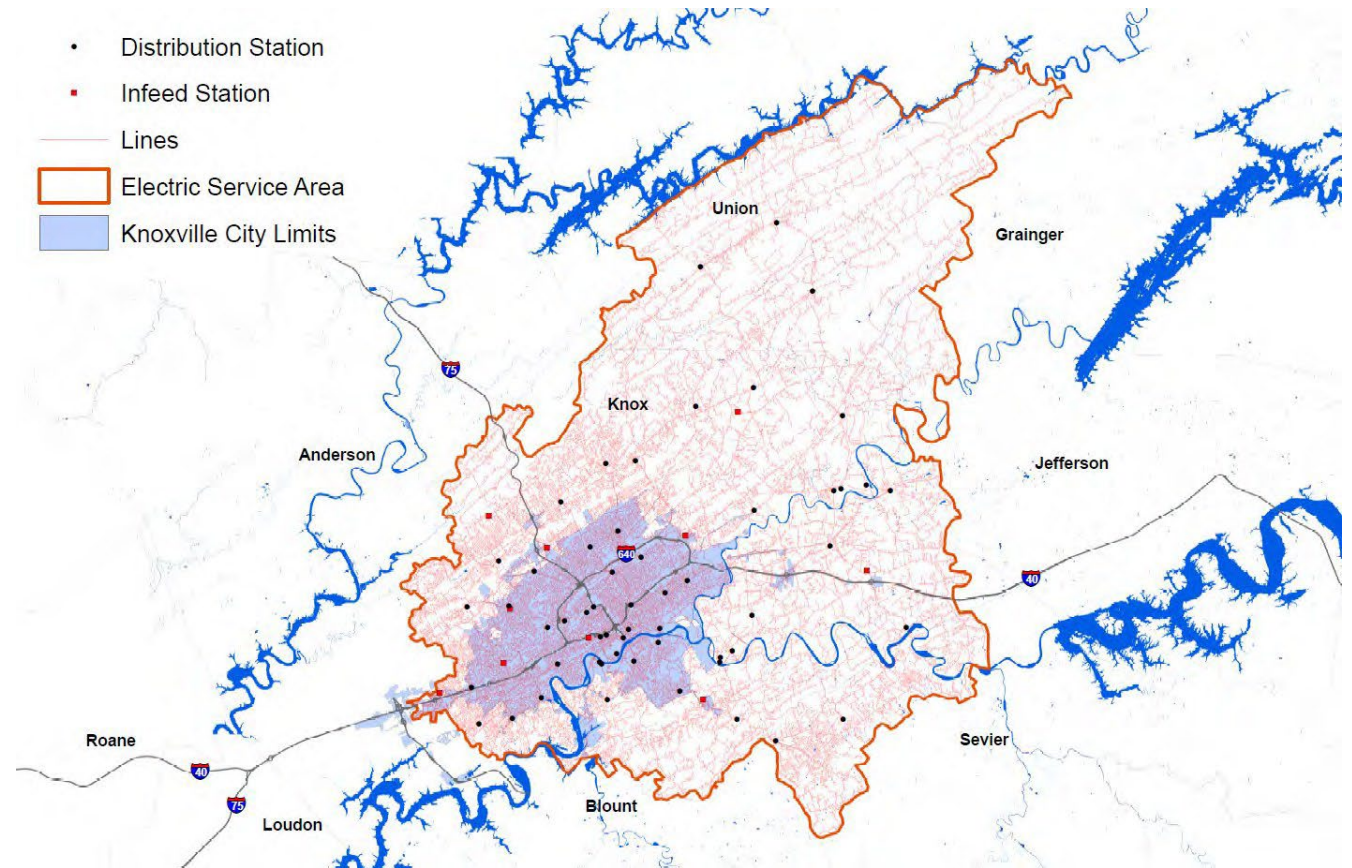 Distribution Station
Infeed Station
Lines
Electric Service Area
Knoxville City Limits
Union
Grainger
75
Knox
Anderson
Jefferson
640
40
Roane
40
75
Loudon
Blount
Sevier